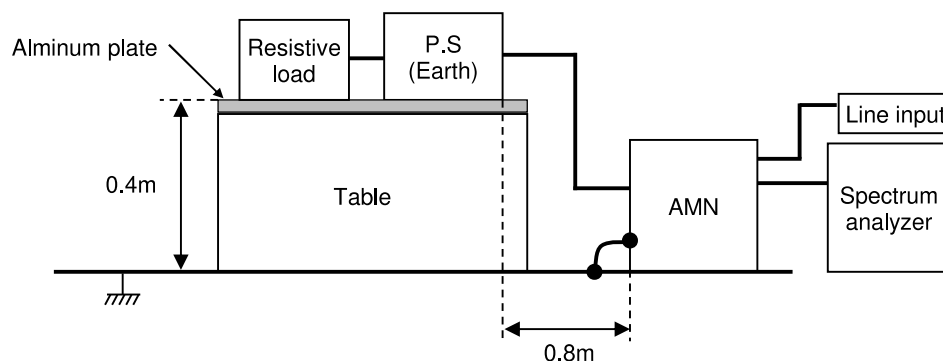 Alminum plate
Resistive
load
P.S
(Earth)
Line input
0.4m
Table
AMN
Spectrum
analyzer
0.8m